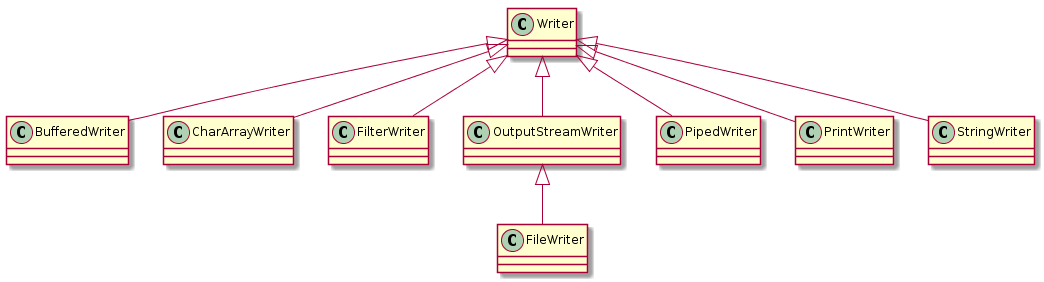 C Writer
C BufferedWriter
C CharArrayWriter
C FilterWriter
C OutputStreamWriter
C PipedWriter
C PrintWriter
C StringWriter
C FileWriter